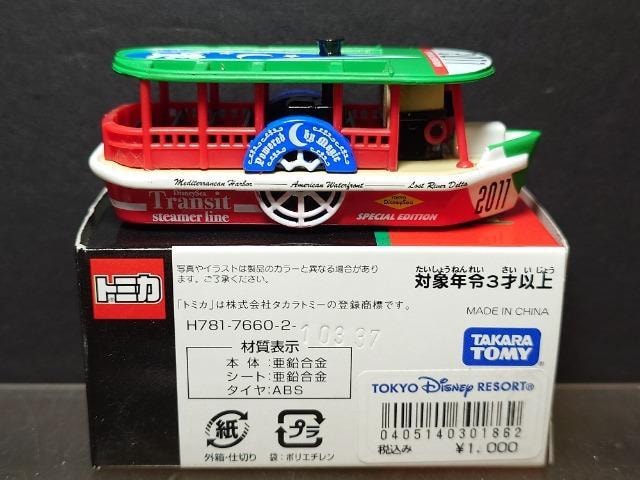 Powered by Magic
Mediterranean Harbor
American Waterfront
Lost River Delta
DisneySea
Transit
steamer line
TOKYO
DisneySea
SPECIAL EDITION
2011
トミカ
写真やイラストは製品のカラーと異なる場合があり
ます。ご了承ください。
たいしょうねんれい さい いじょう
対象年令3才以上
「トミカ」は株式会社タカラトミーの登録商標です。
MADE IN CHINA
H781-7660-2-
10337
材質表示
本体:亜鉛合金
シート:亜鉛合金
タイヤ:ABS
TAKARA
TOMY
紙
外箱・仕切り
プラ
袋:ポリエチレン
TOKYO Disney RESORT®
0405140301862
税込み ¥1,000